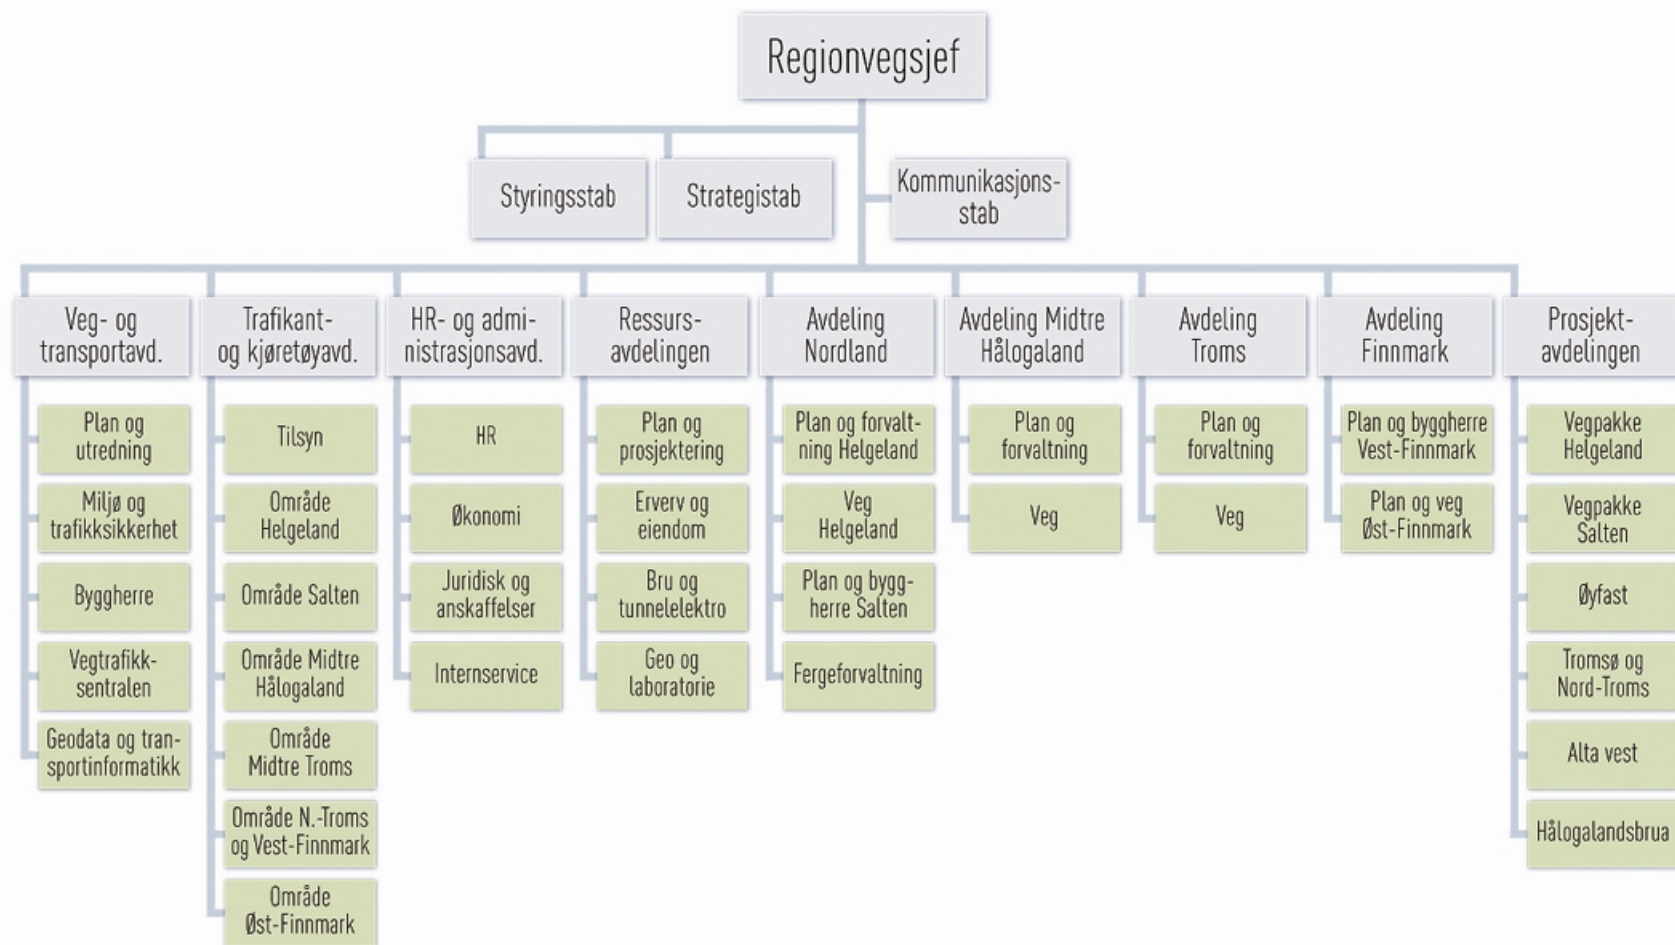 Regionvegsjef
Styringsstab
Strategistab
Kommunikasjons-
stab
Veg- og
transportavd.
Plan og
utredning
Miljø og
trafikksikkerhet
Byggherre
Vegtrafikk-
sentralen
Geodata og tran-
sportinformatikk
Trafikant-
og kjøretøyavd.
Tilsyn
Område
Helgeland
Område Salten
Område Midtre
Hålogaland
Område
Midtre Troms
Område N.-Troms
og Vest-Finnmark
Område
Øst-Finnmark
HR- og admi-
nistrasjonsavd.
HR
Økonomi
Juridisk og
anskaffelser
Internservice
Ressurs-
avdelingen
Plan og
prosjektering
Erverv og
eiendom
Bru og
tunnelelektro
Geo og
laboratorie
Avdeling
Nordland
Plan og forvalt-
ning Helgeland
Veg
Helgeland
Plan og bygg-
herre Salten
Fergeforvaltning
Avdeling Midtre
Hålogaland
Plan og
forvaltning
Veg
Avdeling
Troms
Plan og
forvaltning
Veg
Avdeling
Finnmark
Plan og byggherre
Vest-Finnmark
Plan og veg
Øst-Finnmark
Prosjekt-
avdelingen
Vegpakke
Helgeland
Vegpakke
Salten
Øyfast
Tromsø og
Nord-Troms
Alta vest
Hålogalandsbrua